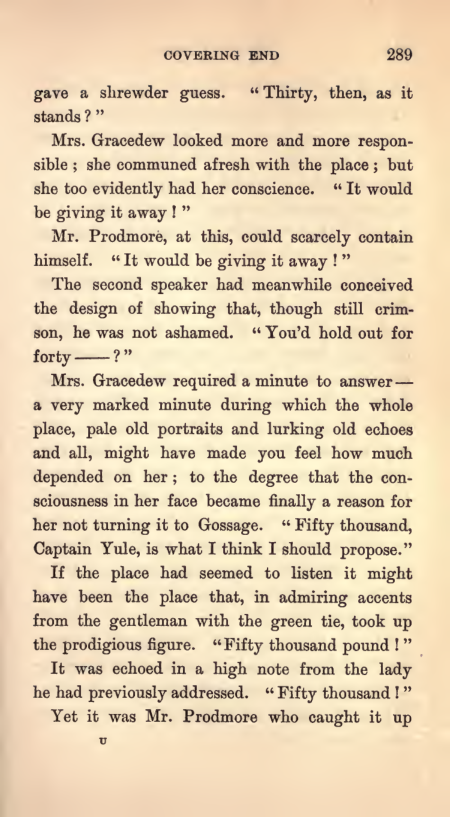 COVERING END 289
gave a shrewder guess. "Thirty, then, as it
stands?"
Mrs. Gracedew looked more and more respon-
sible; she communed afresh with the place; but
she too evidently had her conscience. "It would
be giving it away!"
Mr. Prodmore, at this, could scarcely contain
himself. "It would be giving it away!"
The second speaker had meanwhile conceived
the design of showing that, though still crim-
son, he was not ashamed. "You'd hold out for
forty——?"
Mrs. Gracedew required a minute to answer—
a very marked minute during which the whole
place, pale old portraits and lurking old echoes
and all, might have made you feel how much
depended on her; to the degree that the con-
sciousness in her face became finally a reason for
her not turning it to Gossage. "Fifty thousand,
Captain Yule, is what I think I should propose."
If the place had seemed to listen it might
have been the place that, in admiring accents
from the gentleman with the green tie, took up
the prodigious figure. "Fifty thousand pound!"
It was echoed in a high note from the lady
he had previously addressed. "Fifty thousand!"
Yet it was Mr. Prodmore who caught it up
U